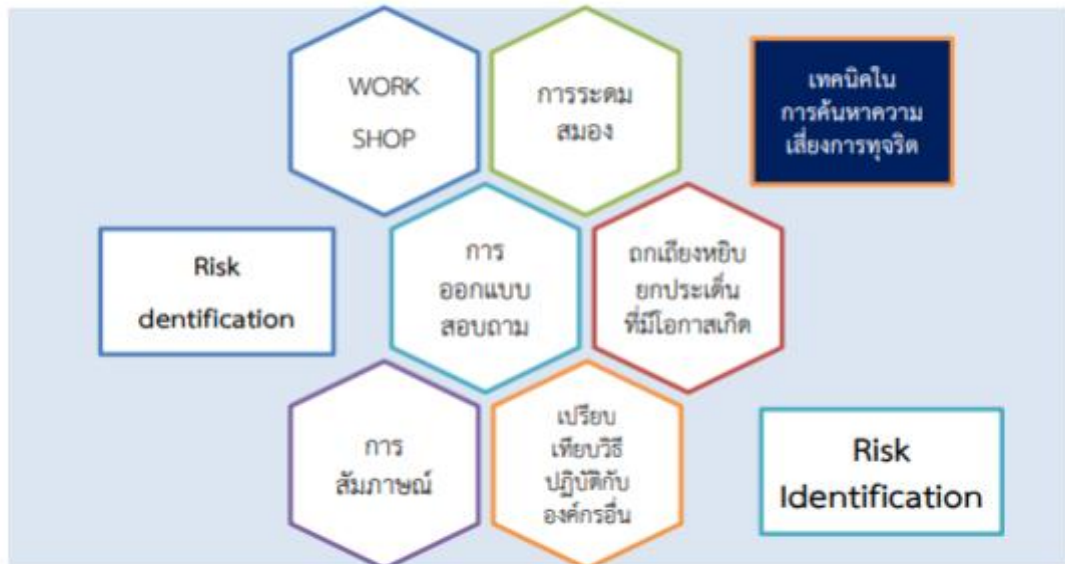 WORK
SHOP
การระดม
สมอง
เทคนิคใน
การค้นหาความ
เสี่ยงการทุจริต
Risk
dentification
การ
ออกแบบ
สอบถาม
ถกเถียงหยิบ
ยกประเด็น
ที่มีโอกาสเกิด
การ
สัมภาษณ์
เปรียบ
เทียบวิธี
ปฏิบัติกับ
องค์กรอื่น
Risk
Identification